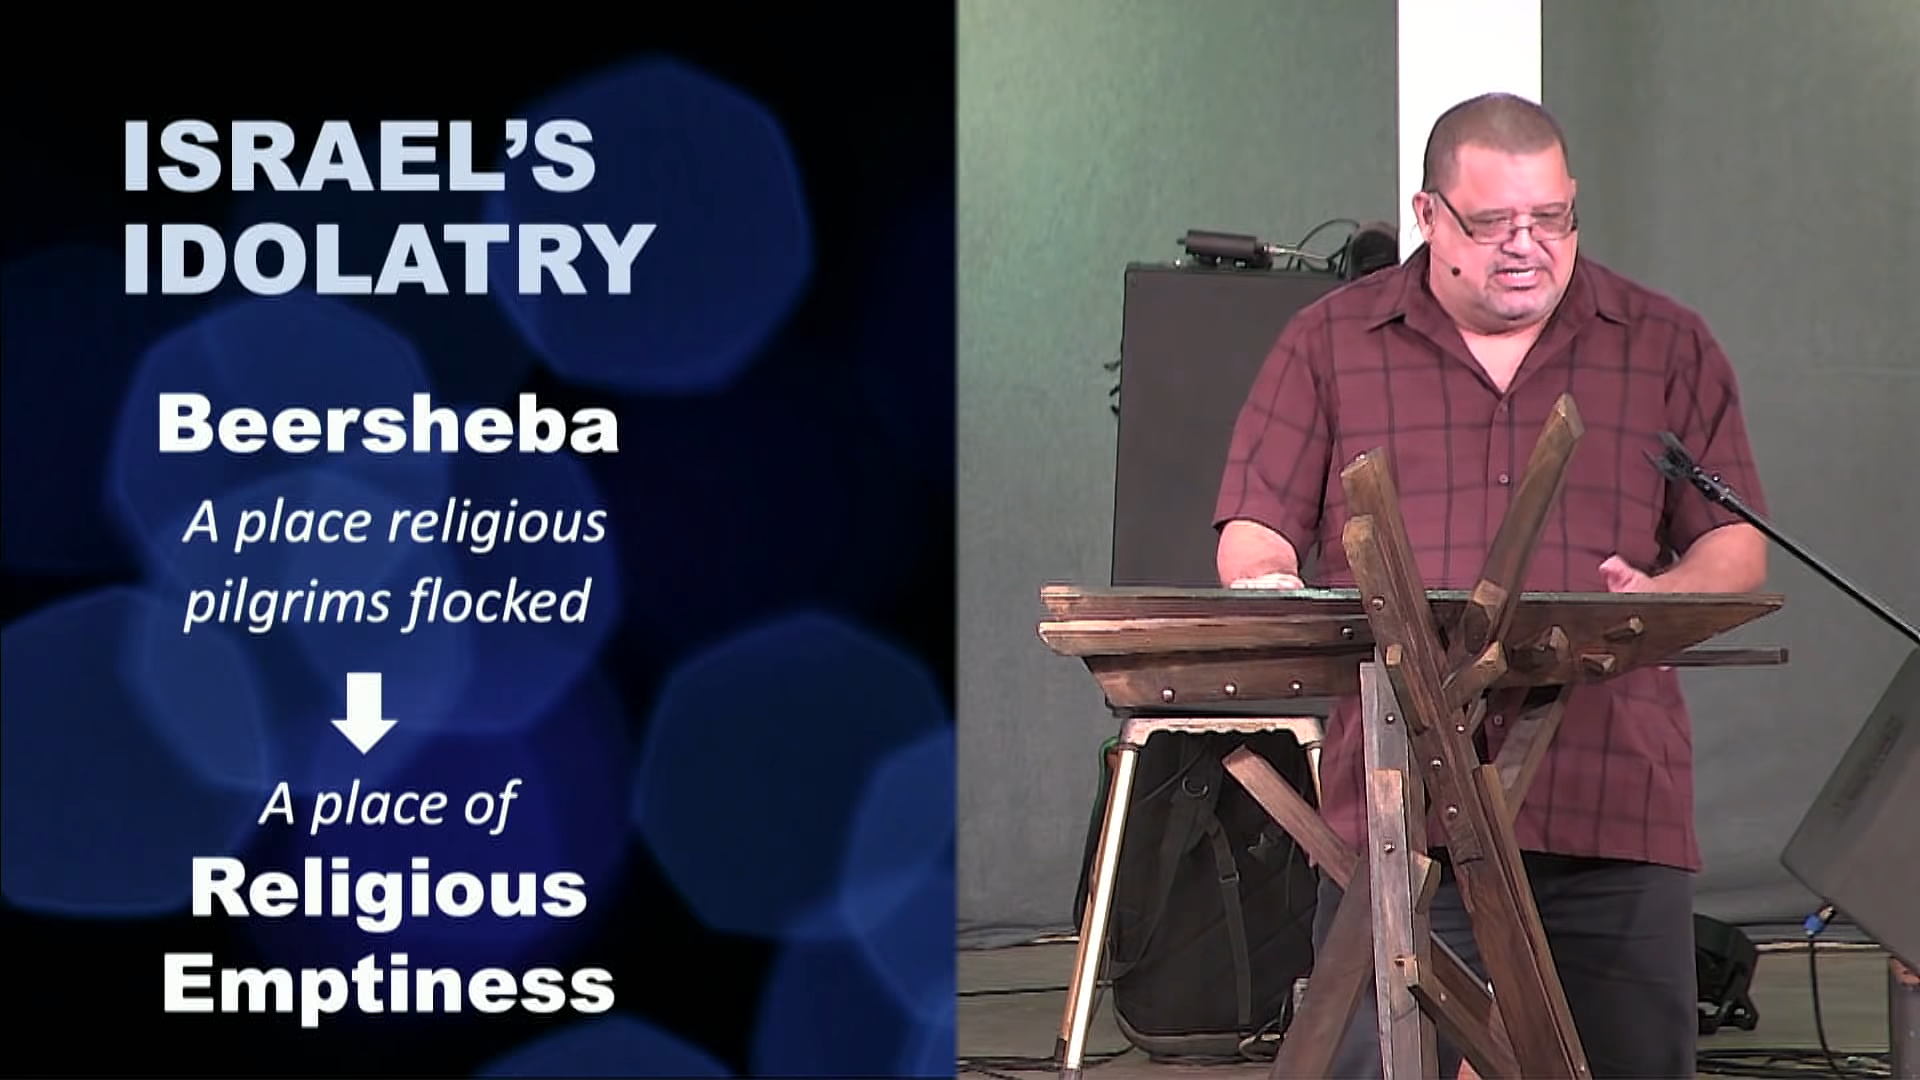 ISRAEL’S
IDOLATRY
Beersheba
A place religious
pilgrims flocked
A place of
Religious
Emptiness